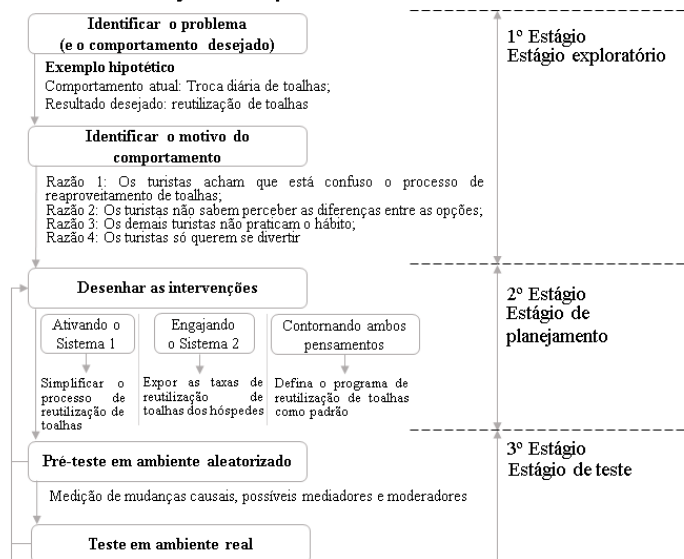 Identificar o problema
(e o comportamento desejado)
Exemplo hipotético
Comportamento atual: Troca diária de toalhas;
Resultado desejado: reutilização de toalhas
1º Estágio
Estágio exploratório
Identificar o motivo do
comportamento
Razão 1: Os turistas acham que está confuso o processo de
reaproveitamento de toalhas;
Razão 2: Os turistas não sabem perceber as diferenças entre as opções;
Razão 3: Os demais turistas não praticam o hábito;
Razão 4: Os turistas só querem se divertir
Desenhar as intervenções
2º Estágio
Estágio de
planejamento
Ativando o
Sistema 1
Engajando
o Sistema 2
Contornando ambos
pensamentos
Simplificar o
processo de
reutilização de
toalhas
Expor as taxas de
reutilização de
toalhas dos hóspedes
Defina o programa de
reutilização de toalhas
como padrão
3º Estágio
Estágio de teste
Pré-teste em ambiente aleatorizado
Medição de mudanças causais, possíveis mediadores e moderadores
Teste em ambiente real